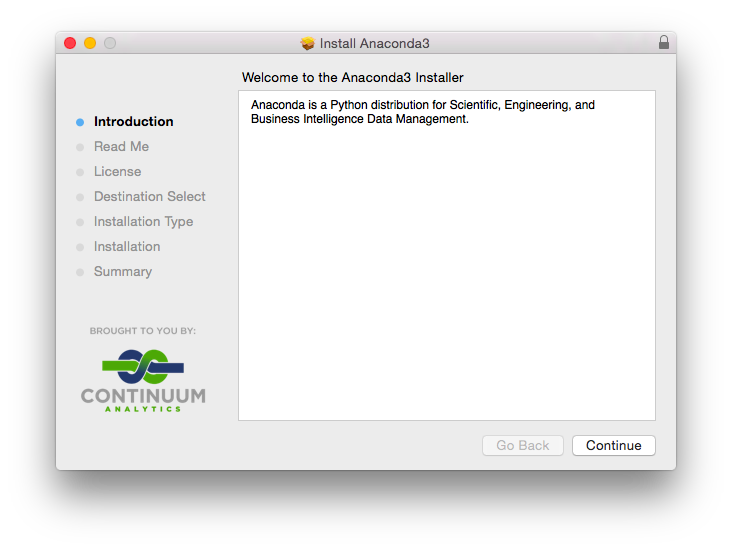 Install Anaconda3
Welcome to the Anaconda3 Installer
Introduction
Read Me
License
Destination Select
Installation Type
Installation
Summary
Anaconda is a Python distribution for Scientific, Engineering, and
Business Intelligence Data Management.
BROUGHT TO YOU BY:
CONTINUUM
ANALYTICS
Go Back
Continue